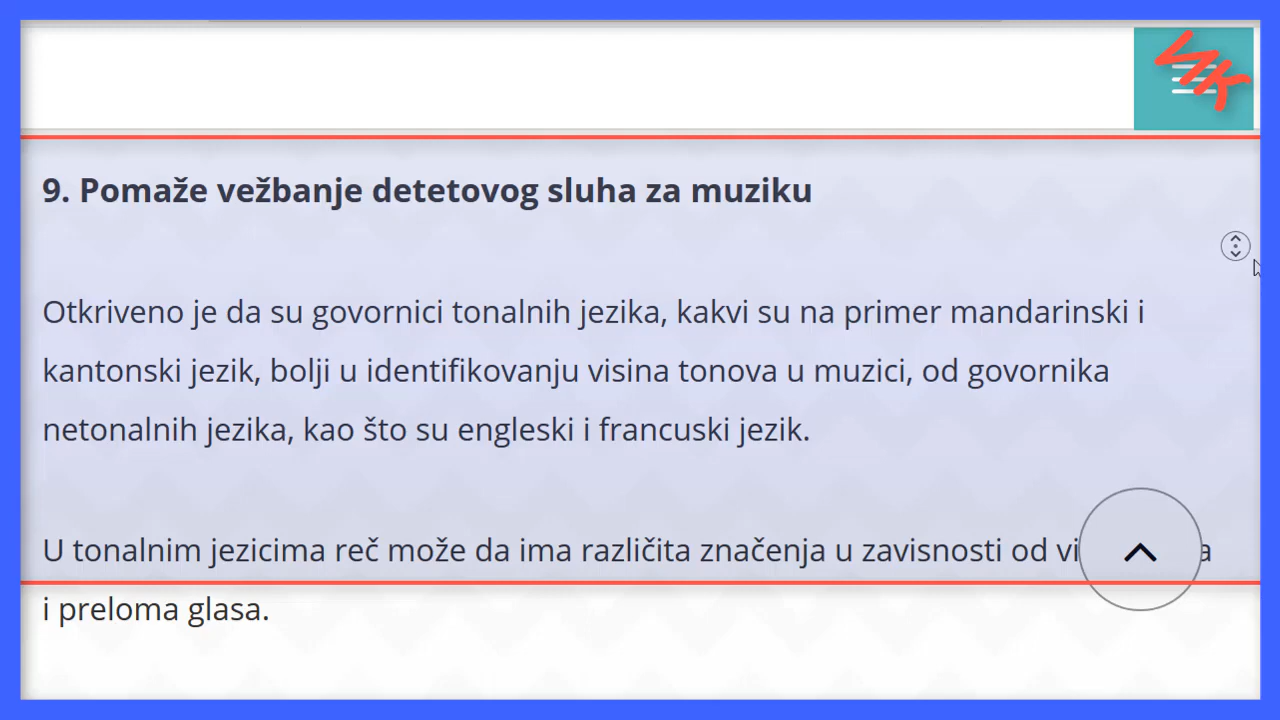 9. Pomaže vežbanje detetovog sluha za muziku
Otkriveno je da su govornici tonalnih jezika, kakvi su na primer mandarinski i
kantonski jezik, bolji u identifikovanju visina tonova u muzici, od govornika
netonalnih jezika, kao što su engleski i francuski jezik.
U tonalnim jezicima reč može da ima različita značenja u zavisnosti od
i preloma glasa.